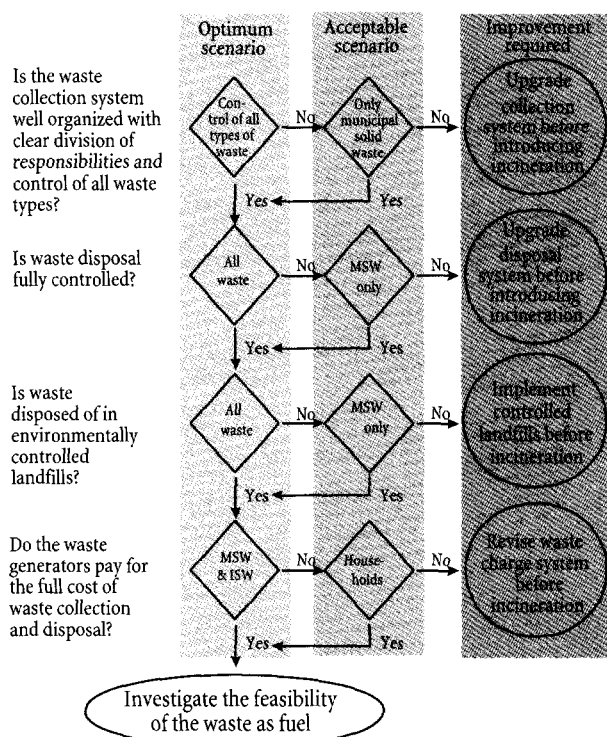 Optimum
scenario
Acceptable
scenario
Improvement
required
Is the waste
collection system
well organized with
clear division of
responsibilities and
control of all waste
types?
Con-
trol of all
types of
waste
No
Only
municipal
solid
waste
No
Upgrade
collection
system before
introducing
incineration
Yes
Yes
Is waste disposal
fully controlled?
All
waste
No
MSW
only
No
Upgrade
disposal
system before
introducing
incineration
Yes
Yes
Is waste
disposed of in
environmentally
controlled
landfills?
All
waste
No
MSW
only
No
Implement
controlled
landfills before
incineration
Yes
Yes
Do the waste
generators pay for
the full cost of
waste collection
and disposal?
MSW
& ISW
No
House-
holds
No
Revise waste
charge system
before
incineration
Yes
Yes
Investigate the feasibility
of the waste as fuel